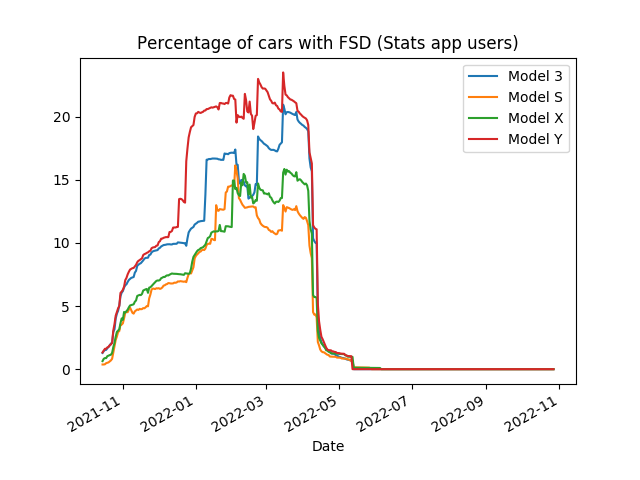 Percentage of cars with FSD (Stats app users)
Model 3
Model S
Model X
Model Y
20
15
10
5
0
2021-11
2022-01
2022-03
2022-05
2022-07
2022-09
2022-11
Date